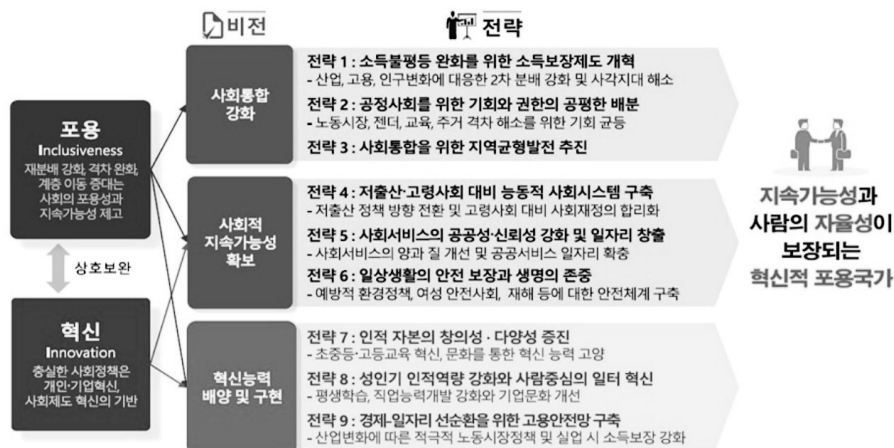 비전
전략
포용
Inclusiveness
재분배 강화, 격차 완화,
계층 이동 증대는
사회의 포용성과
지속가능성 제고
상호보완
혁신
Innovation
충실한 사회정책은
개인·기업혁신,
사회제도 혁신의 기반
사회통합
강화
전략 1 : 소득불평등 완화를 위한 소득보장제도 개혁
- 산업, 고용, 인구변화에 대응한 2차 분배 강화 및 사각지대 해소
전략 2 : 공정사회를 위한 기회와 권한의 공평한 배분
- 노동시장, 젠더, 교육, 주거 격차 해소를 위한 기회 균등
전략 3 : 사회통합을 위한 지역균형발전 추진
사회적
지속가능성
확보
전략 4 : 저출산·고령사회 대비 능동적 사회시스템 구축
- 저출산 정책 방향 전환 및 고령사회 대비 사회재정의 합리화
전략 5 : 사회서비스의 공공성·신뢰성 강화 및 일자리 창출
- 사회서비스의 양과 질 개선 및 공공서비스 일자리 확충
전략 6 : 일상생활의 안전 보장과 생명의 존중
- 예방적 환경정책, 여성 안전사회, 재해 등에 대한 안전체계 구축
혁신능력
배양 및 구현
전략 7 : 인적 자본의 창의성 · 다양성 증진
- 초중등·고등교육 혁신, 문화를 통한 혁신 능력 고양
전략 8 : 성인기 인적역량 강화와 사람중심의 일터 혁신
- 평생학습, 직업능력개발 강화와 기업문화 개선
전략 9 : 경제-일자리 선순환을 위한 고용안전망 구축
- 산업변화에 따른 적극적 노동시장정책 및 실업 시 소득보장 강화
지속가능성과
사람의 자율성이
보장되는
혁신적 포용국가